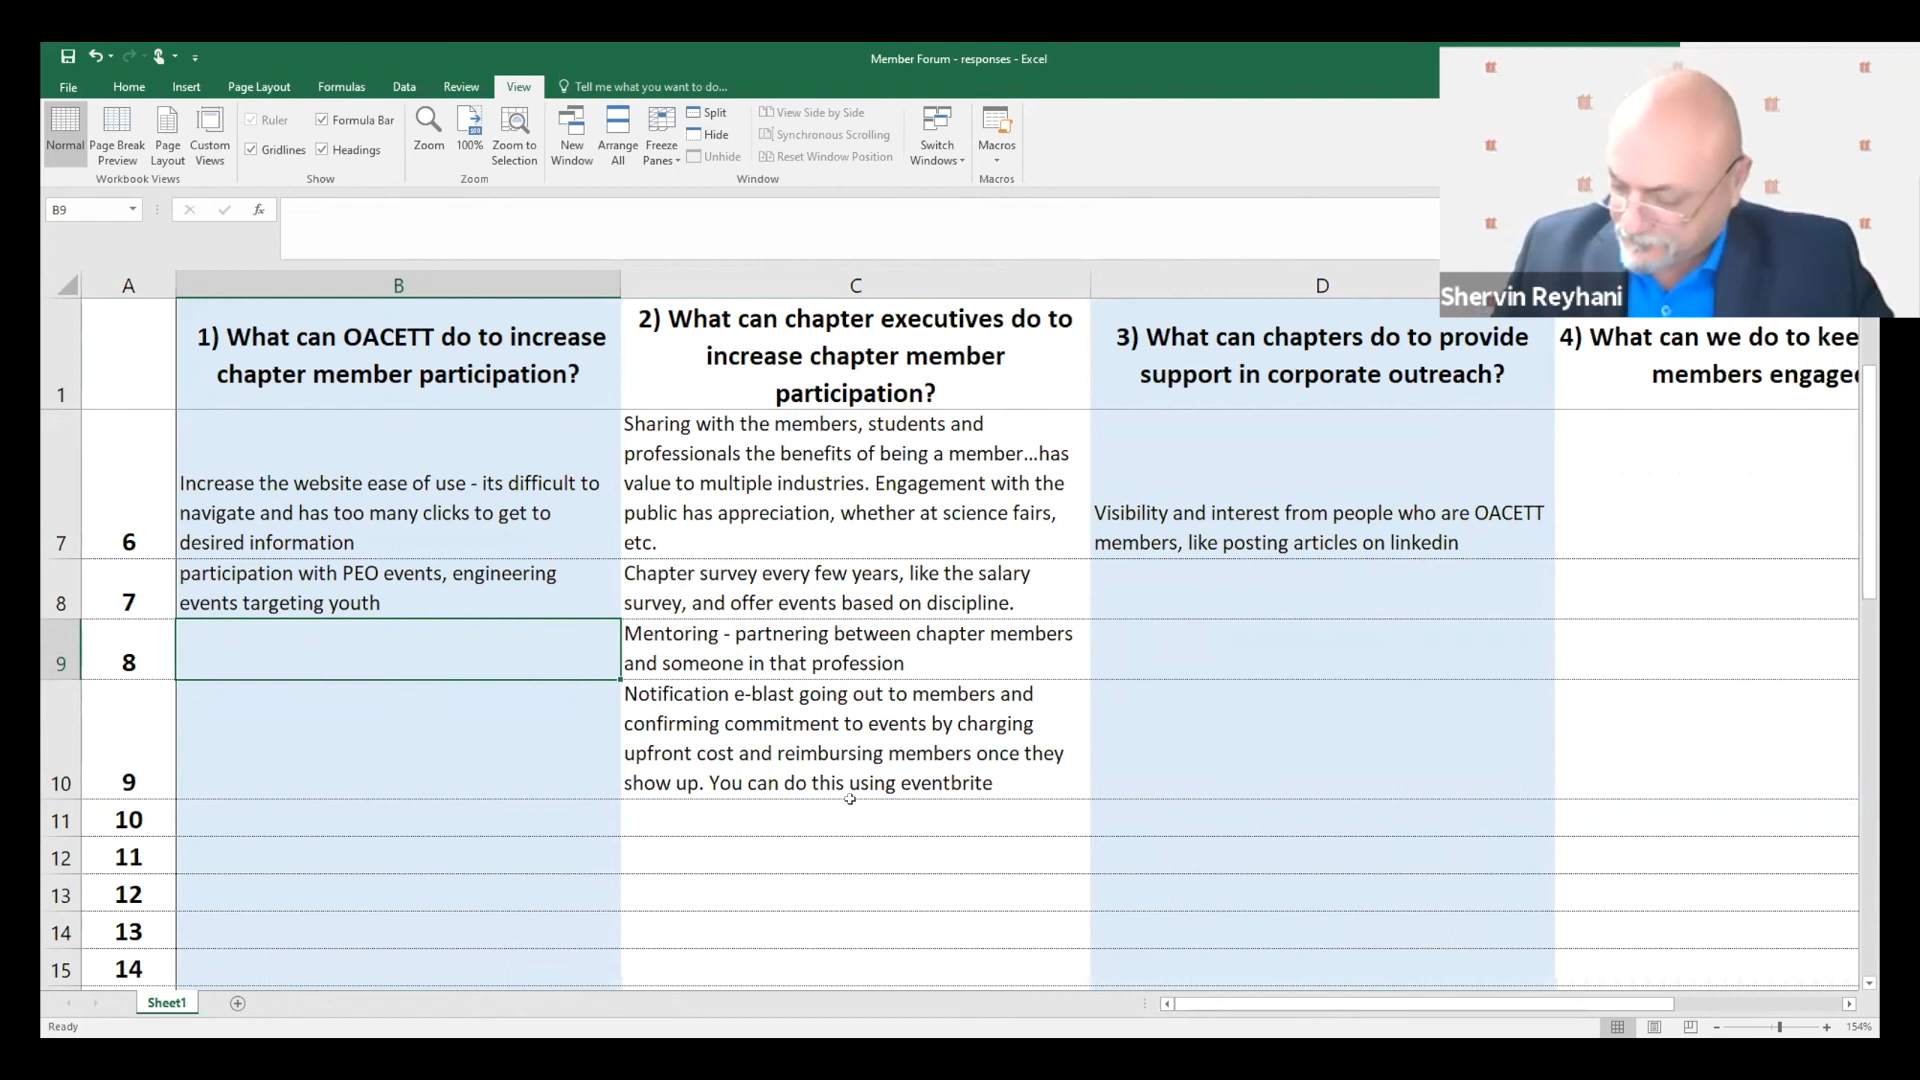 Member Forum - responses - Excel
File Home Insert Page Layout Formulas Data Review View Tell me what you want to do...
Normal
Page Break
Preview
Page
Layout
Custom
Views
Workbook Views
Ruler
Formula Bar
Gridlines
Headings
Show
Zoom
100%
Zoom to
Selection
Zoom
New
Window
Arrange
All
Freeze
Panes
Split
Hide
Unhide
View Side by Side
Synchronous Scrolling
Reset Window Position
Window
Switch
Windows
Macros
Macros
Shervin Reyhani
B9
fx
A B C D
1
1) What can OACETT do to increase
chapter member participation?
2) What can chapter executives do to
increase chapter member
participation?
3) What can chapters do to provide
support in corporate outreach?
4) What can we do to kee
members engage
7
6
Increase the website ease of use - its difficult to
navigate and has too many clicks to get to
desired information
Sharing with the members, students and
professionals the benefits of being a member...has
value to multiple industries. Engagement with the
public has appreciation, whether at science fairs,
etc.
Visibility and interest from people who are OACETT
members, like posting articles on linkedin
8
7
participation with PEO events, engineering
events targeting youth
Chapter survey every few years, like the salary
survey, and offer events based on discipline.
9
8
Mentoring - partnering between chapter members
and someone in that profession
10
9
Notification e-blast going out to members and
confirming commitment to events by charging
upfront cost and reimbursing members once they
show up. You can do this using eventbrite
11 10
12 11
13 12
14 13
15 14
Sheet1
Ready
154%